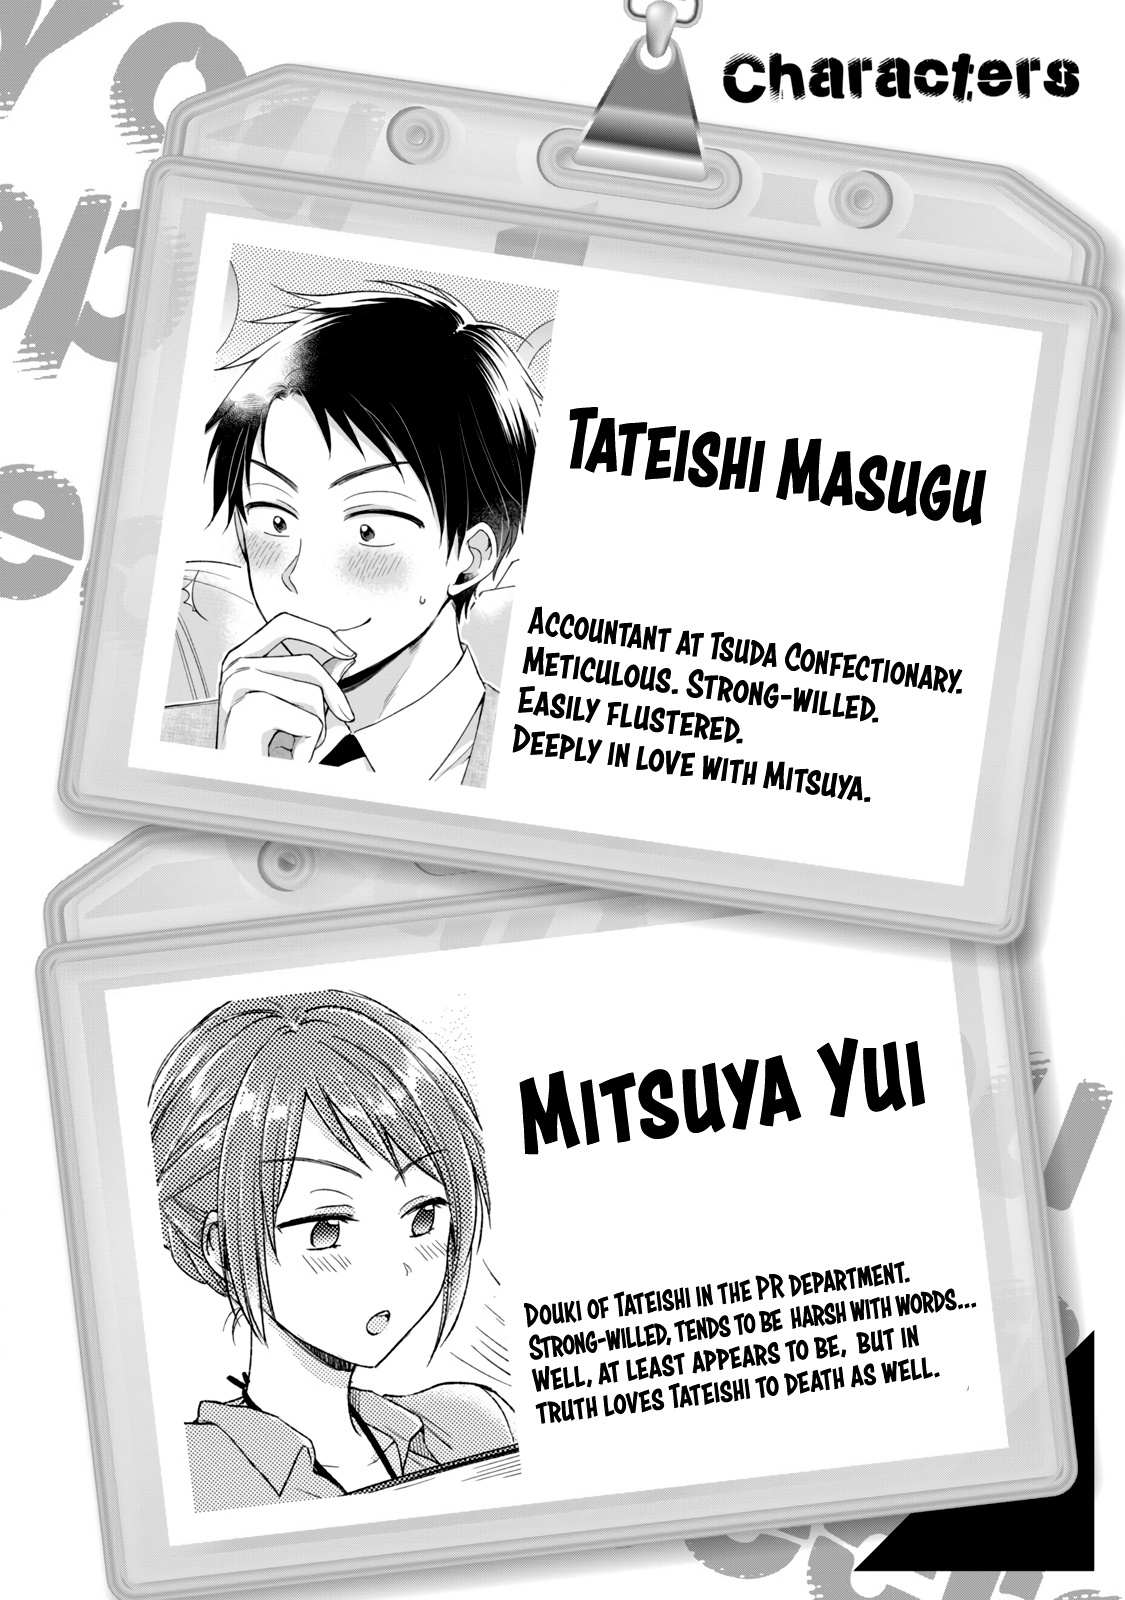 Characters
TATEISHI MASUGU
ACCOUNTANT AT TSUDA CONFECTIONARY.
METICULOUS. STRONG-WILLED.
EASILY FLUSTERED.
DEEPLY IN LOVE WITH MITSUYA.
MITSUYA YUI
DOUKI OF TATEISHI IN THE PR DEPARTMENT.
STRONG-WILLED, TENDS TO BE HARSH WITH WORDS...
WELL, AT LEAST APPEARS TO BE, BUT IN
TRUTH LOVES TATEISHI TO DEATH AS WELL.